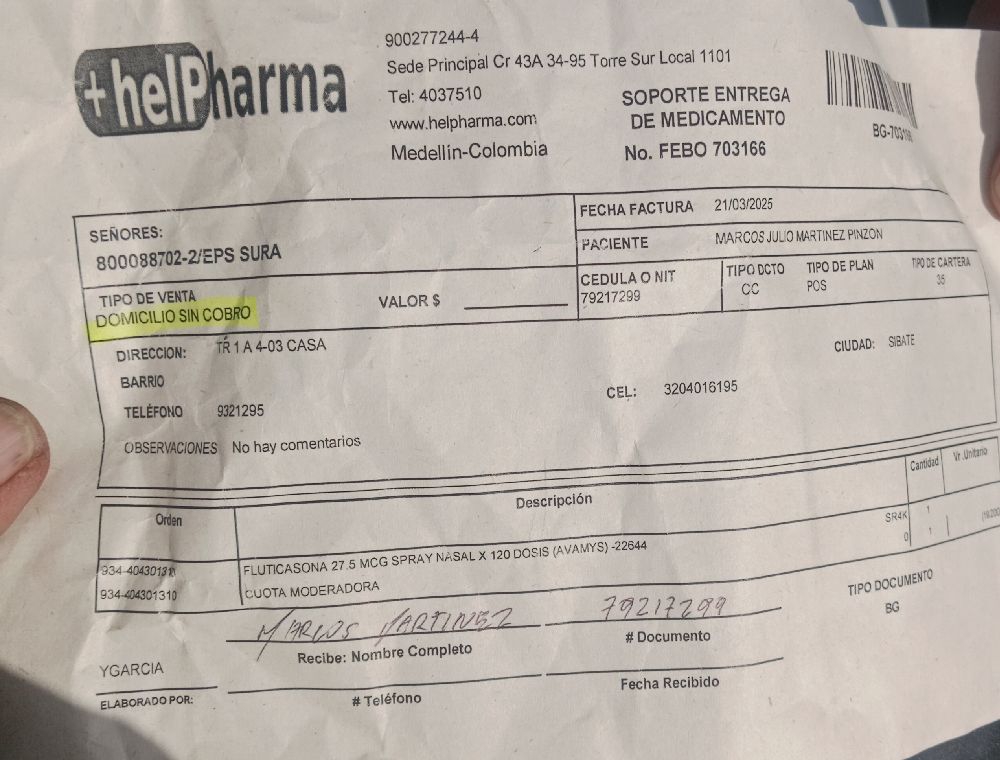 +helPharma
900277244-4
Sede Principal Cr 43A 34-95 Torre Sur Local 1101
Tel: 4037510
www.helpharma.com
Medellín-Colombia
SOPORTE ENTREGA
DE MEDICAMENTO
No. FEBO 703166
SEÑORES:
800088702-2/EPS SURA
FECHA FACTURA 21/03/2025
PACIENTE MARCOS JULIO MARTINEZ PINZON
CEDULA O NIT TIPO DCTO TIPO DE PLAN TIPO DE CARTERA
79217299 CC POS 35
TIPO DE VENTA VALOR $
DOMICILIO SIN COBRO
DIRECCION: TR 1 A 4-03 CASA CIUDAD: SIBATE
BARRIO
TELÉFONO 9321295 CEL: 3204016195
OBSERVACIONES No hay comentarios
Orden Descripción Cantidad Vr .Unitario
934-404301310 FLUTICASONA 27.5 MCG SPRAY NASAL X 120 DOSIS (AVAMYS) -22644 SR4K 1
934-404301310 CUOTA MODERADORA 0 1
MARCOS MARTINEZ 79217299
Recibe: Nombre Completo # Documento
TIPO DOCUMENTO
BG
YGARCIA
ELABORADO POR: # Teléfono Fecha Recibido